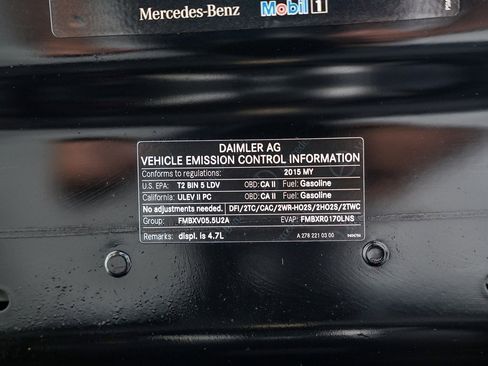 Mercedes-Benz Mobil 1
DAIMLER AG
VEHICLE EMISSION CONTROL INFORMATION
Conforms to regulations: 2015 MY
U.S. EPA: T2 BIN 5 LDV OBD: CA II Fuel: Gasoline
California: ULEV II PC OBD: CA II Fuel: Gasoline
No adjustments needed. DFI/2TC/CAC/2WR-HO2S/2HO2S/2TWC
Group: FMBXV05.5U2A EVAP: FMBXR0170LNS
Remarks: displ. is 4.7L A 278 221 03 00